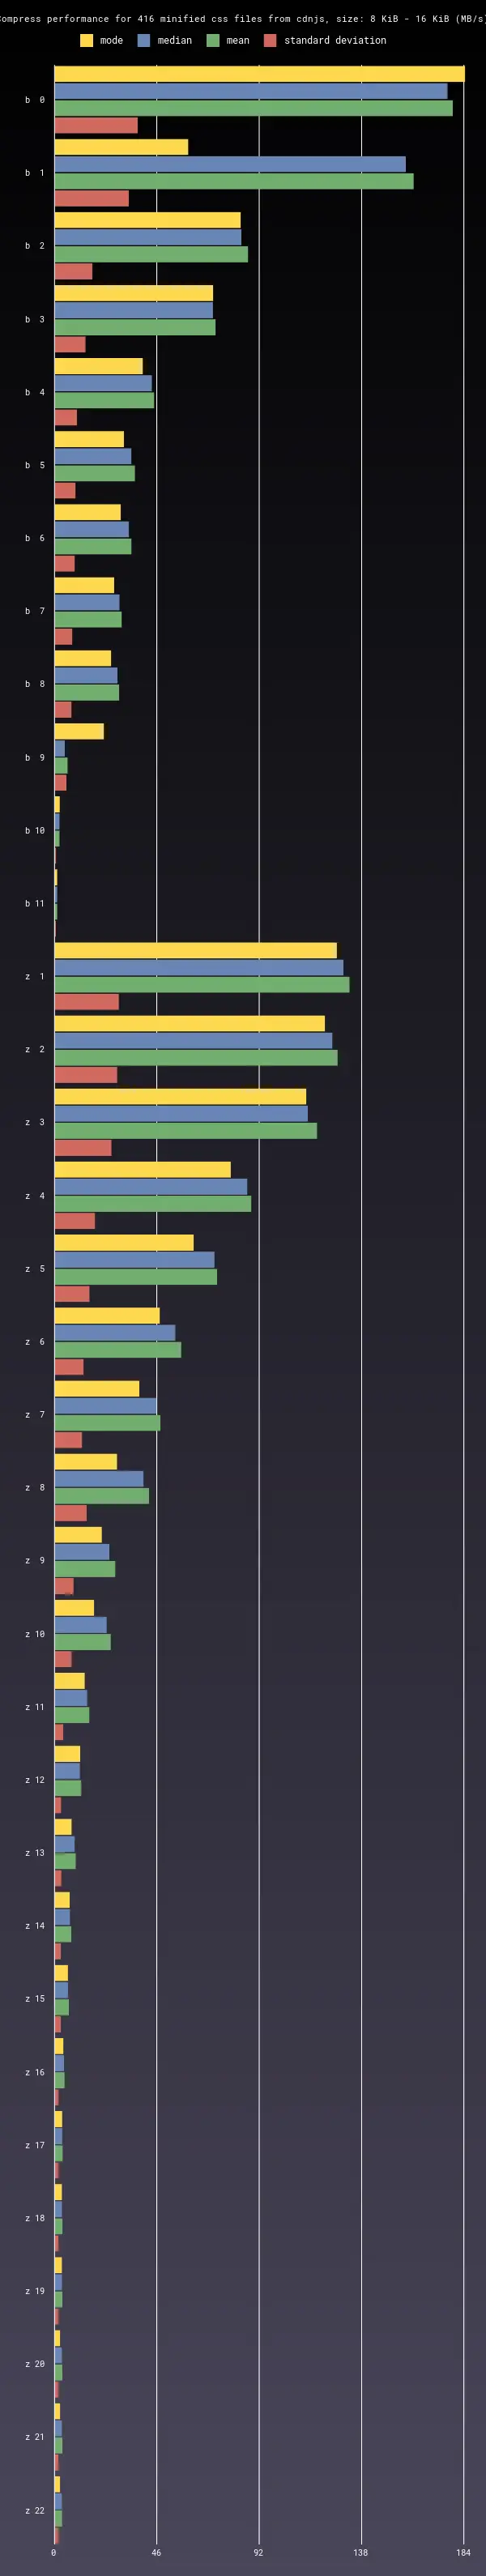 ompress performance for 416 minified css files from cdnjs, size: 8 KiB - 16 KiB (MB/s
mode median mean standard deviation
b 0
b 1
b 2
b 3
b 4
b 5
b 6
b 7
b 8
b 9
b 10
b 11
z 1
z 2
z 3
z 4
z 5
z 6
z 7
z 8
z 9
z 10
z 11
z 12
z 13
z 14
z 15
z 16
z 17
z 18
z 19
z 20
z 21
z 22
0 46 92 138 184